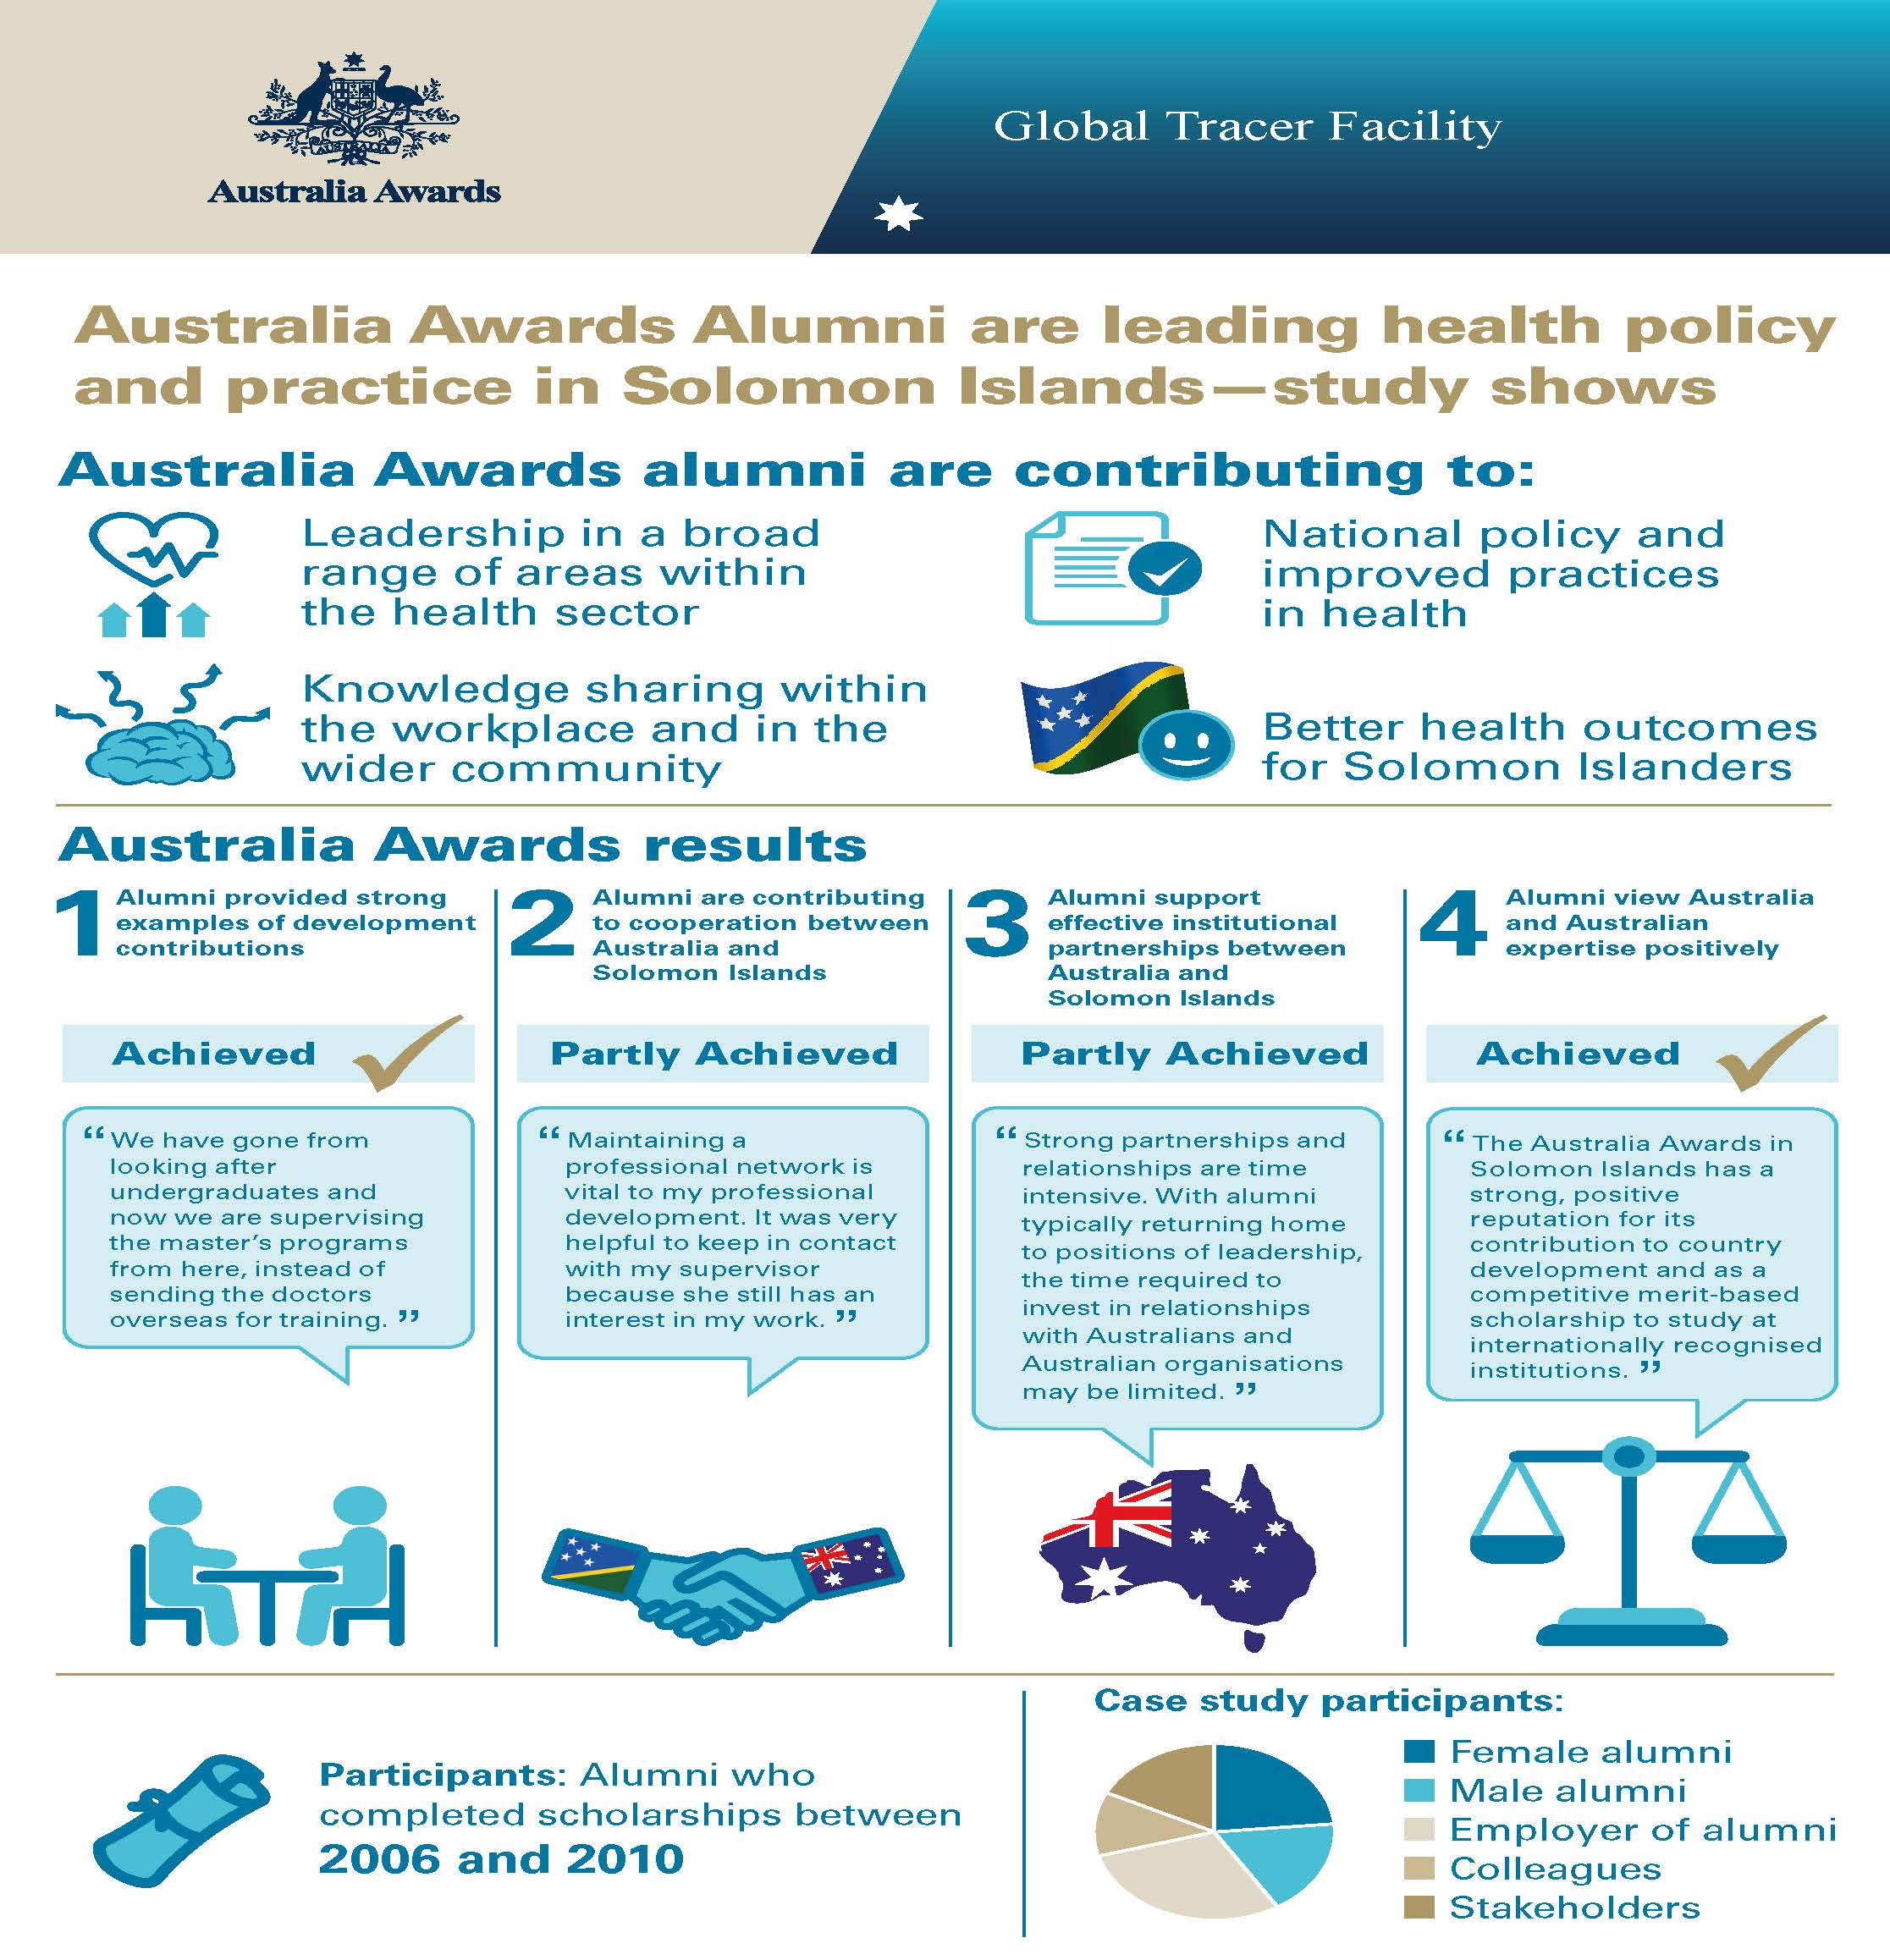 Australia Awards
Global Tracer Facility
Australia Awards Alumni are leading health policy
and practice in Solomon Islands—study shows
Australia Awards alumni are contributing to:
Leadership in a broad
range of areas within
the health sector
National policy and
improved practices
in health
Knowledge sharing within
the workplace and in the
wider community
Better health outcomes
for Solomon Islanders
Australia Awards results
1
Alumni provided strong
examples of development
contributions
Achieved
“We have gone from
looking after
undergraduates and
now we are supervising
the master’s programs
from here, instead of
sending the doctors
overseas for training.”
2
Alumni are contributing
to cooperation between
Australia and
Solomon Islands
Partly Achieved
“Maintaining a
professional network is
vital to my professional
development. It was very
helpful to keep in contact
with my supervisor
because she still has an
interest in my work.”
3
Alumni support
effective institutional
partnerships between
Australia and
Solomon Islands
Partly Achieved
“Strong partnerships and
relationships are time
intensive. With alumni
typically returning home
to positions of leadership,
the time required to
invest in relationships
with Australians and
Australian organisations
may be limited.”
4
Alumni view Australia
and Australian
expertise positively
Achieved
“The Australia Awards in
Solomon Islands has a
strong, positive
reputation for its
contribution to country
development and as a
competitive merit-based
scholarship to study at
internationally recognised
institutions.”
Participants: Alumni who
completed scholarships between
2006 and 2010
Case study participants:
Female alumni
Male alumni
Employer of alumni
Colleagues
Stakeholders